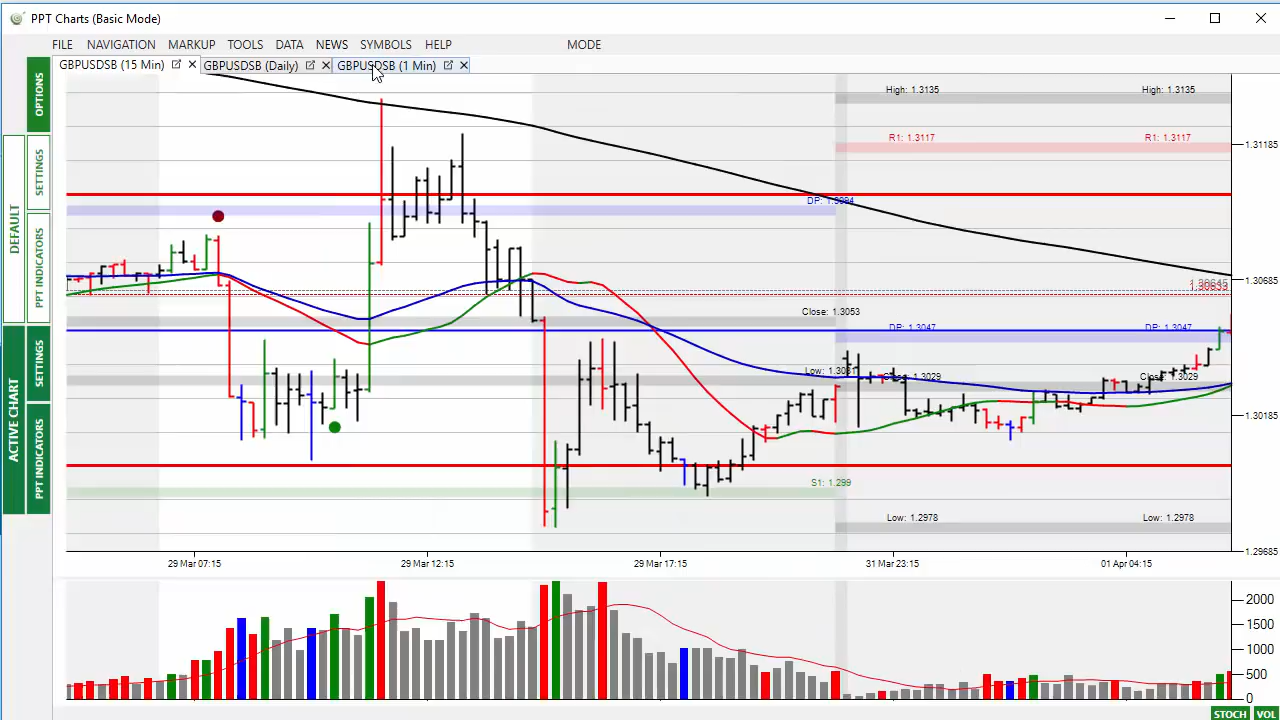 PPT Charts (Basic Mode)
FILE NAVIGATION MARKUP TOOLS DATA NEWS SYMBOLS HELP MODE
GBPUSDSB (15 Min) GBPUSDSB (Daily) GBPUSDSB (1 Min)
OPTIONS
DEFAULT
SETTINGS
PPT INDICATORS
ACTIVE CHART
SETTINGS
PPT INDICATORS
High: 1.3135 High: 1.3135
R1: 1.3117 R1: 1.3117
1.31185
DP: 1.3094
1.30685
Close: 1.3053
DP: 1.3047 DP: 1.3047
Low: Close: 1.3029
1.30185
S1: 1.299
Low: 1.2978 Low: 1.2978
1.29685
29 Mar 07:15 29 Mar 12:15 29 Mar 17:15 31 Mar 23:15 01 Apr 04:15
2000
1500
1000
500
0
STOCH VOL